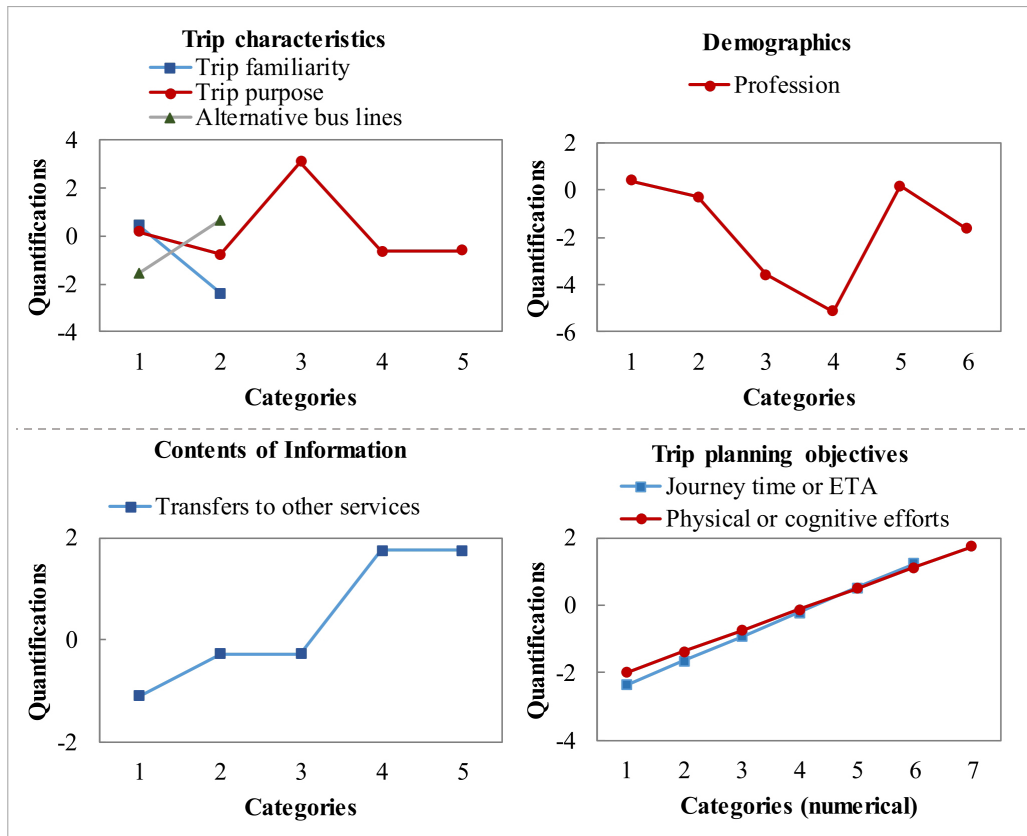 Trip characteristics
Trip familiarity
Trip purpose
Alternative bus lines
Quantifications
4
2
0
-2
-4
1 2 3 4 5
Categories
Demographics
Profession
Quantifications
2
0
-2
-4
-6
1 2 3 4 5 6
Categories
Contents of Information
Transfers to other services
Quantifications
2
0
-2
1 2 3 4 5
Categories
Trip planning objectives
Journey time or ETA
Physical or cognitive efforts
Quantifications
2
0
-2
-4
1 2 3 4 5 6 7
Categories (numerical)